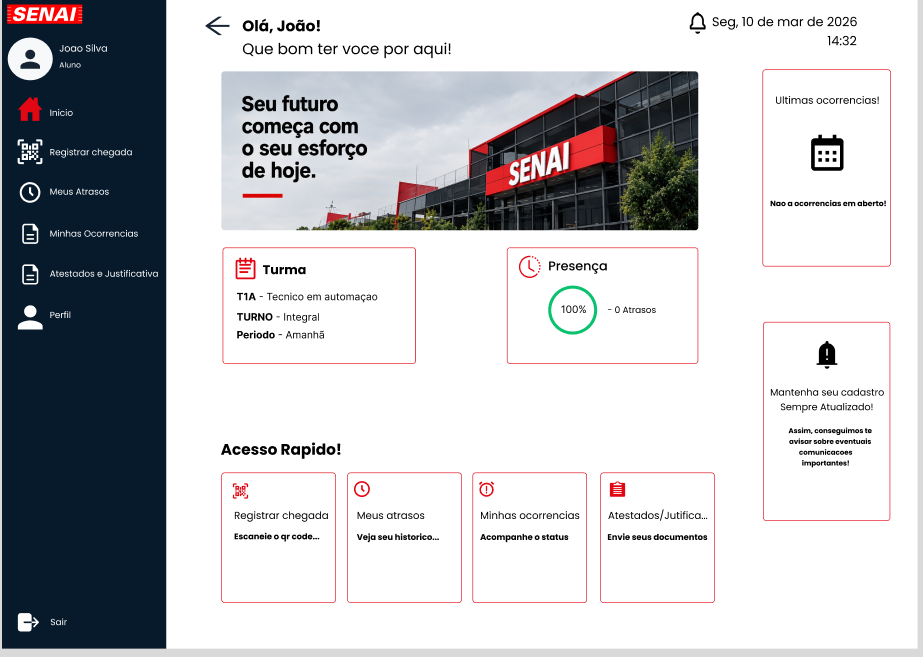 SENAI
Joao Silva
Aluno
Inicio
Registrar chegada
Meus Atrasos
Minhas Ocorrencias
Atestados e Justificativa
Perfil
Sair
Olá, João!
Que bom ter voce por aqui!
Seg, 10 de mar de 2026
14:32
Seu futuro
começa com
o seu esforço
de hoje.
SENAI
Turma
T1A - Tecnico em automaçao
TURNO - Integral
Periodo - Amanhã
Presença
100%
- 0 Atrasos
Ultimas ocorrencias!
Nao a ocorrencias em aberto!
Mantenha seu cadastro
Sempre Atualizado!
Assim, conseguimos te
avisar sobre eventuais
comunicacoes
importantes!
Acesso Rapido!
Registrar chegada
Escaneie o qr code...
Meus atrasos
Veja seu historico...
Minhas ocorrencias
Acompanhe o status
Atestados/Jutifica...
Envie seus documentos